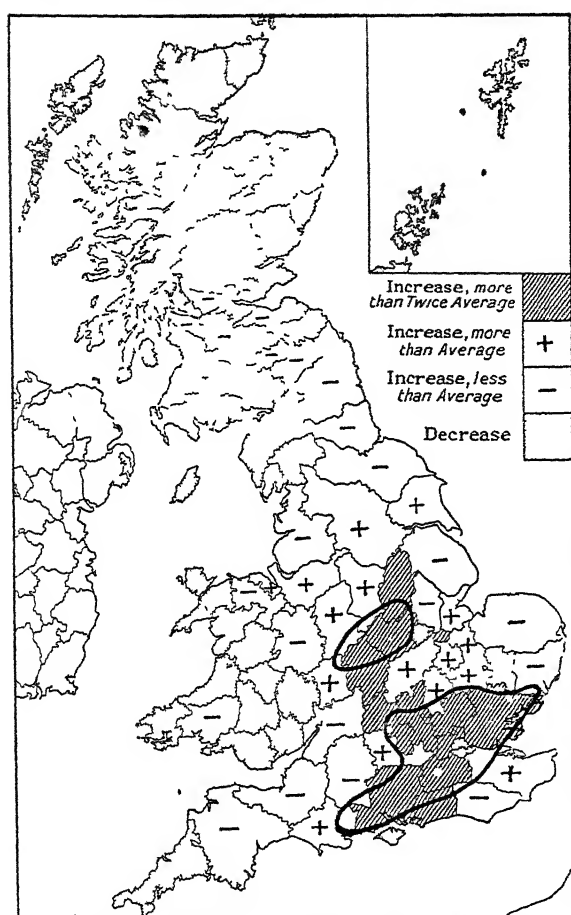 Increase, more
than Twice Average
Increase, more
than Average
+
Increase, less
than Average
−
Decrease